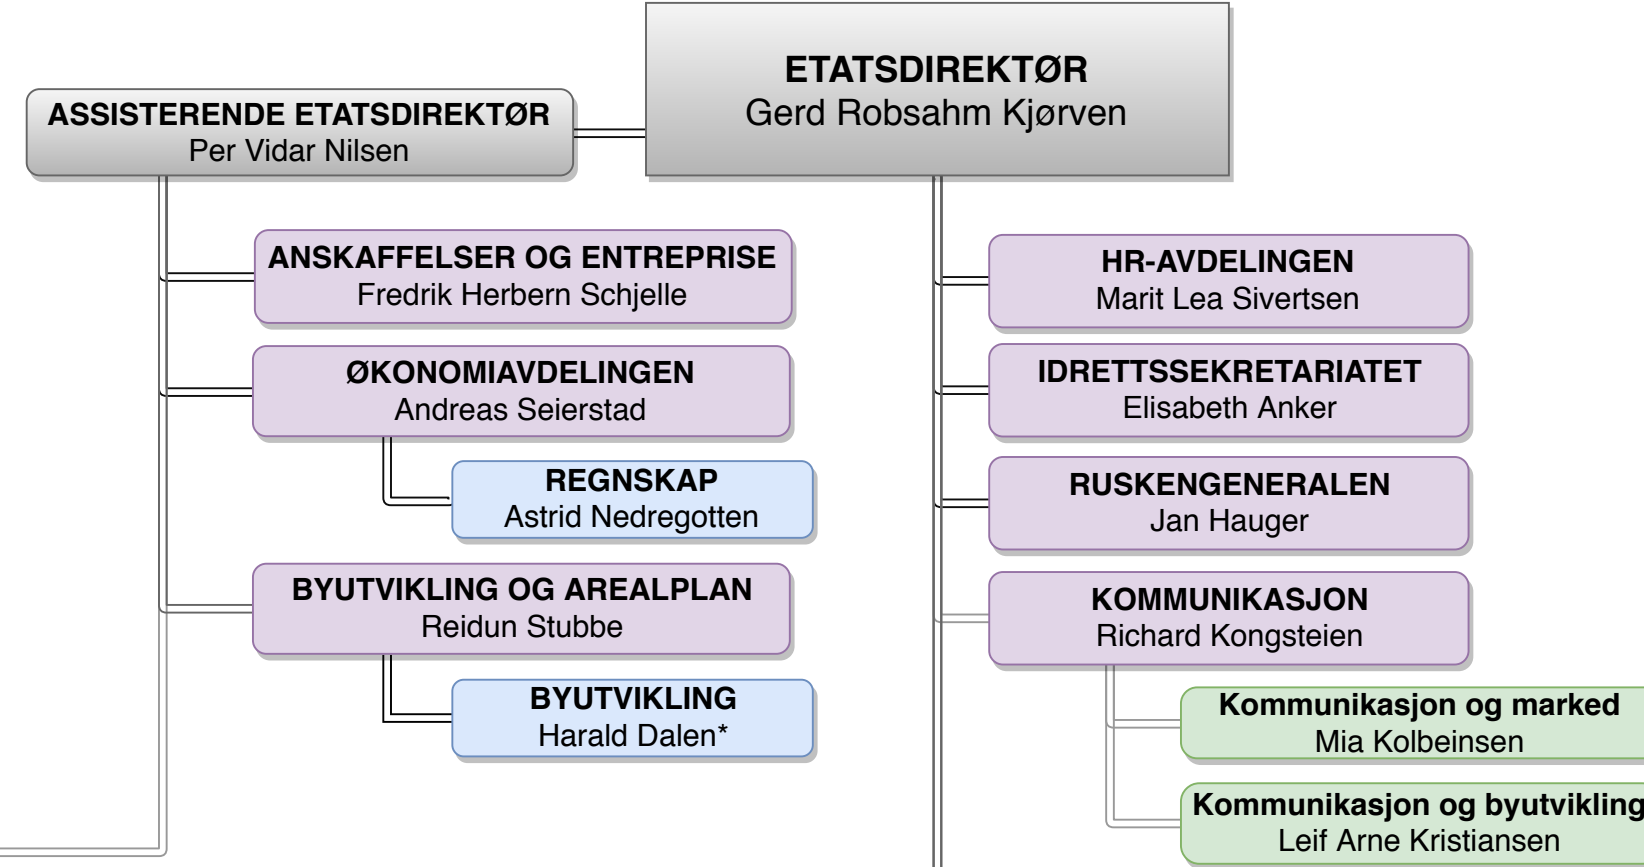 ETATSDIREKTØR
Gerd Robsahm Kjørven
ASSISTERENDE ETATSDIREKTØR
Per Vidar Nilsen
ANSKAFFELSER OG ENTREPRISE
Fredrik Herbern Schjelle
ØKONOMIAVDELINGEN
Andreas Seierstad
REGNSKAP
Astrid Nedregotten
BYUTVIKLING OG AREALPLAN
Reidun Stubbe
BYUTVIKLING
Harald Dalen*
HR-AVDELINGEN
Marit Lea Sivertsen
IDRETTSSEKRETARIATET
Elisabeth Anker
RUSKENGENERALEN
Jan Hauger
KOMMUNIKASJON
Richard Kongsteien
Kommunikasjon og marked
Mia Kolbeinsen
Kommunikasjon og byutvikling
Leif Arne Kristiansen